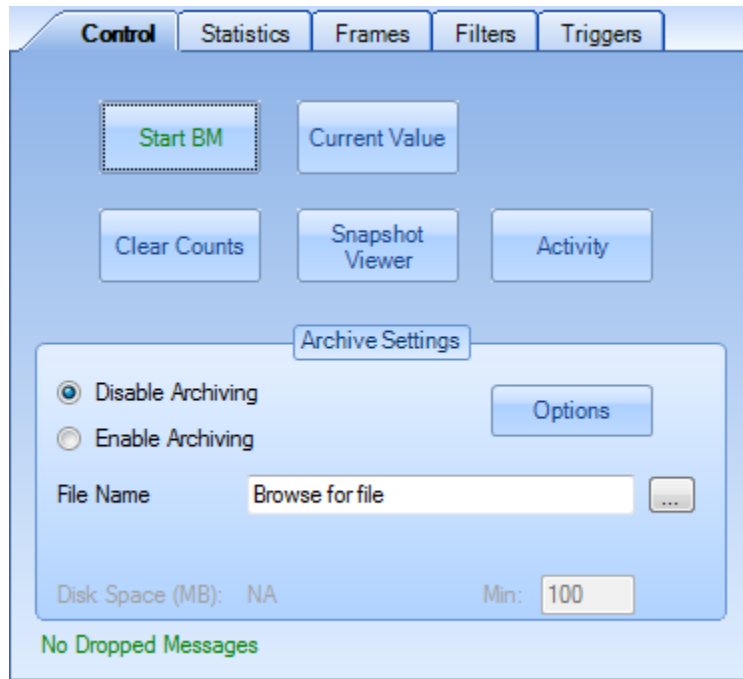 Control Statistics Frames Filters Triggers
Start BM Current Value
Clear Counts Snapshot Viewer Activity
Archive Settings
Disable Archiving
Options
Enable Archiving
File Name Browse for file ...
Disk Space (MB): NA Min: 100
No Dropped Messages